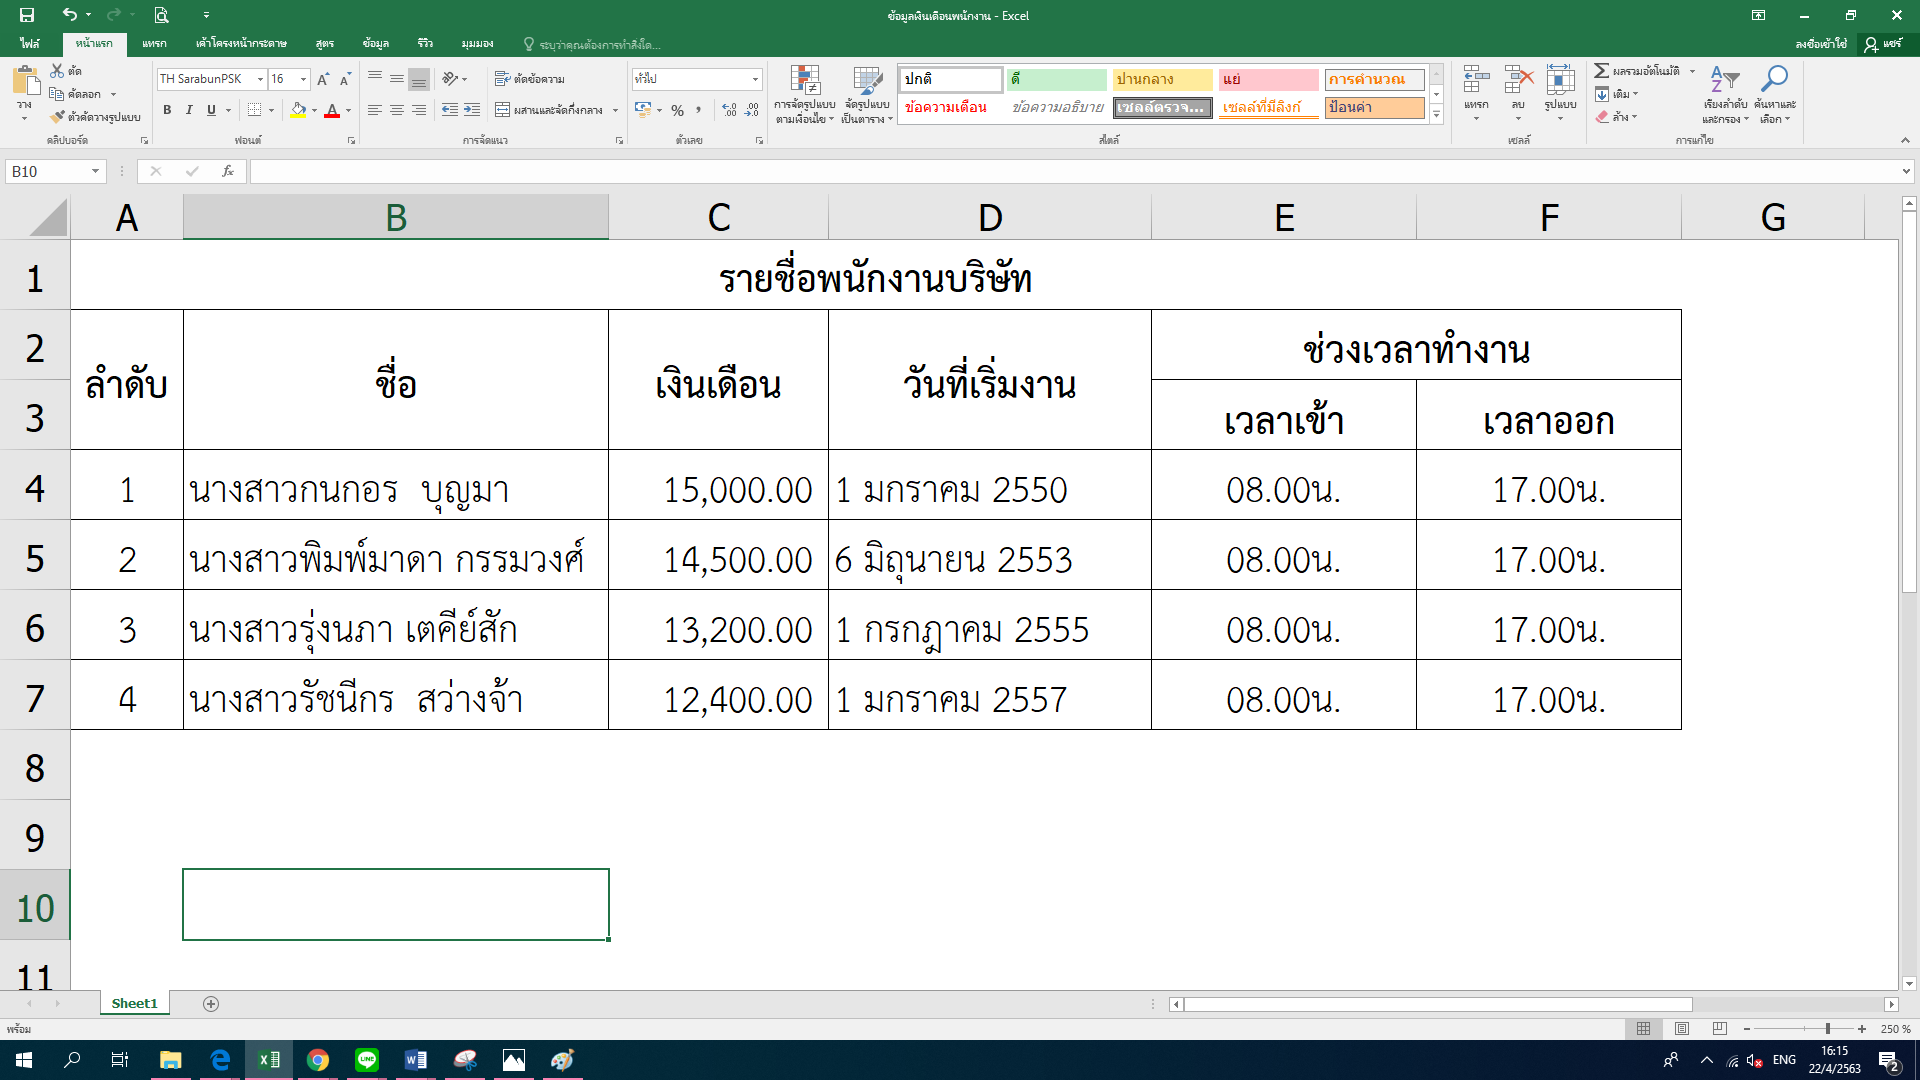 ข้อมูลเงินเดือนพนักงาน - Excel
ไฟล์ หน้าแรก แทรก เค้าโครงหน้ากระดาษ สูตร ข้อมูล รีวิว มุมมอง ระบุว่าคุณต้องการทำสิ่งใด... ลงชื่อเข้าใช้ แชร์
วาง ตัด คัดลอก ตัวคัดวางรูปแบบ คลิปบอร์ด
TH SarabunPSK 16 B I U ฟอนต์
ตัดข้อความ ผสานและจัดกึ่งกลาง การจัดแนว
ทั่วไป % ตัวเลข
การจัดรูปแบบตามเงื่อนไข จัดรูปแบบเป็นตาราง
ปกติ ดี ปานกลาง แย่ การคำนวณ
ข้อความเตือน ข้อความอธิบาย เซลล์ตรวจ... เซลล์ที่มีลิงก์ ป้อนค่า
สไตล์
แทรก ลบ รูปแบบ เซลล์
ผลรวมอัตโนมัติ เติม ล้าง เรียงลำดับและกรอง ค้นหาและเลือก การแก้ไข
B10 fx
A B C D E F G
1 รายชื่อพนักงานบริษัท
2 ลำดับ ชื่อ เงินเดือน วันที่เริ่มงาน ช่วงเวลาทำงาน
3 เวลาเข้า เวลาออก
4 1 นางสาวกนกอร บุญมา 15,000.00 1 มกราคม 2550 08.00น. 17.00น.
5 2 นางสาวพิมพ์มาดา กรรมวงศ์ 14,500.00 6 มิถุนายน 2553 08.00น. 17.00น.
6 3 นางสาวรุ่งนภา เตคีย์สัก 13,200.00 1 กรกฎาคม 2555 08.00น. 17.00น.
7 4 นางสาวรัชนีกร สว่างจ้า 12,400.00 1 มกราคม 2557 08.00น. 17.00น.
8
9
10
11
Sheet1
พร้อม 250 %
ENG 16:15
22/4/2563 2